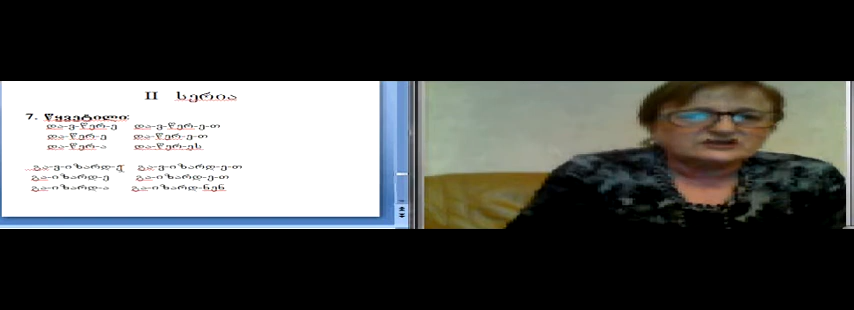 II სერია
7. წყვეტილი:
და-ვ-წერ-ე და-ვ-წერ-ე-თ
და-წერ-ე და-წერ-ე-თ
და-წერ-ა და-წერ-ეს
გა-ვ-იზარდ-ე გა-ვ-იზარდ-ე-თ
გა-იზარდ-ე გა-იზარდ-ე-თ
გა-იზარდ-ა გა-იზარდ-ნენ